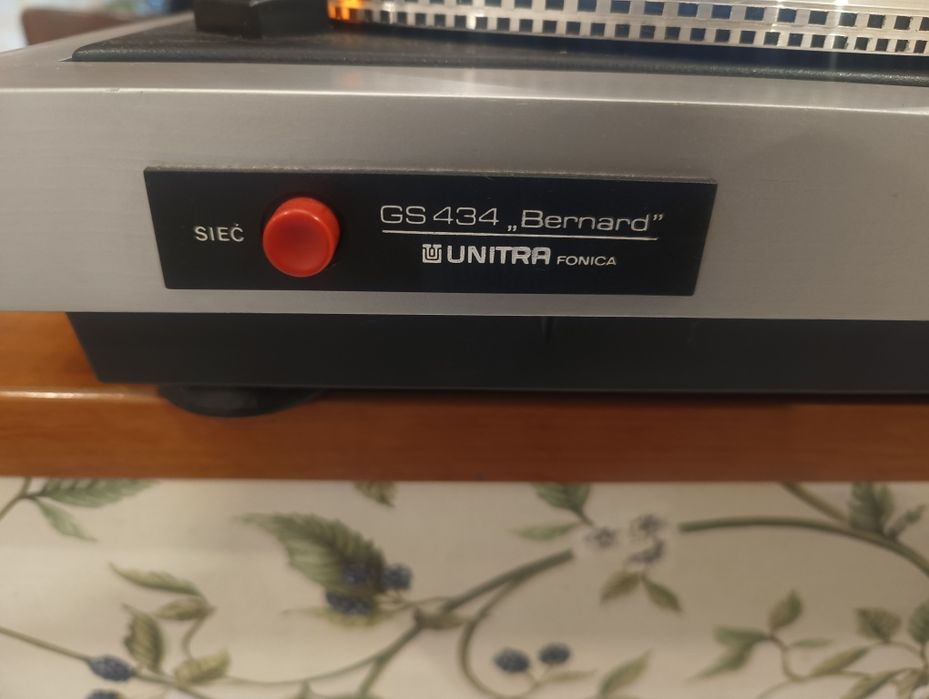 SIEĆ
GS 434 „Bernard”
UNITRA FONICA